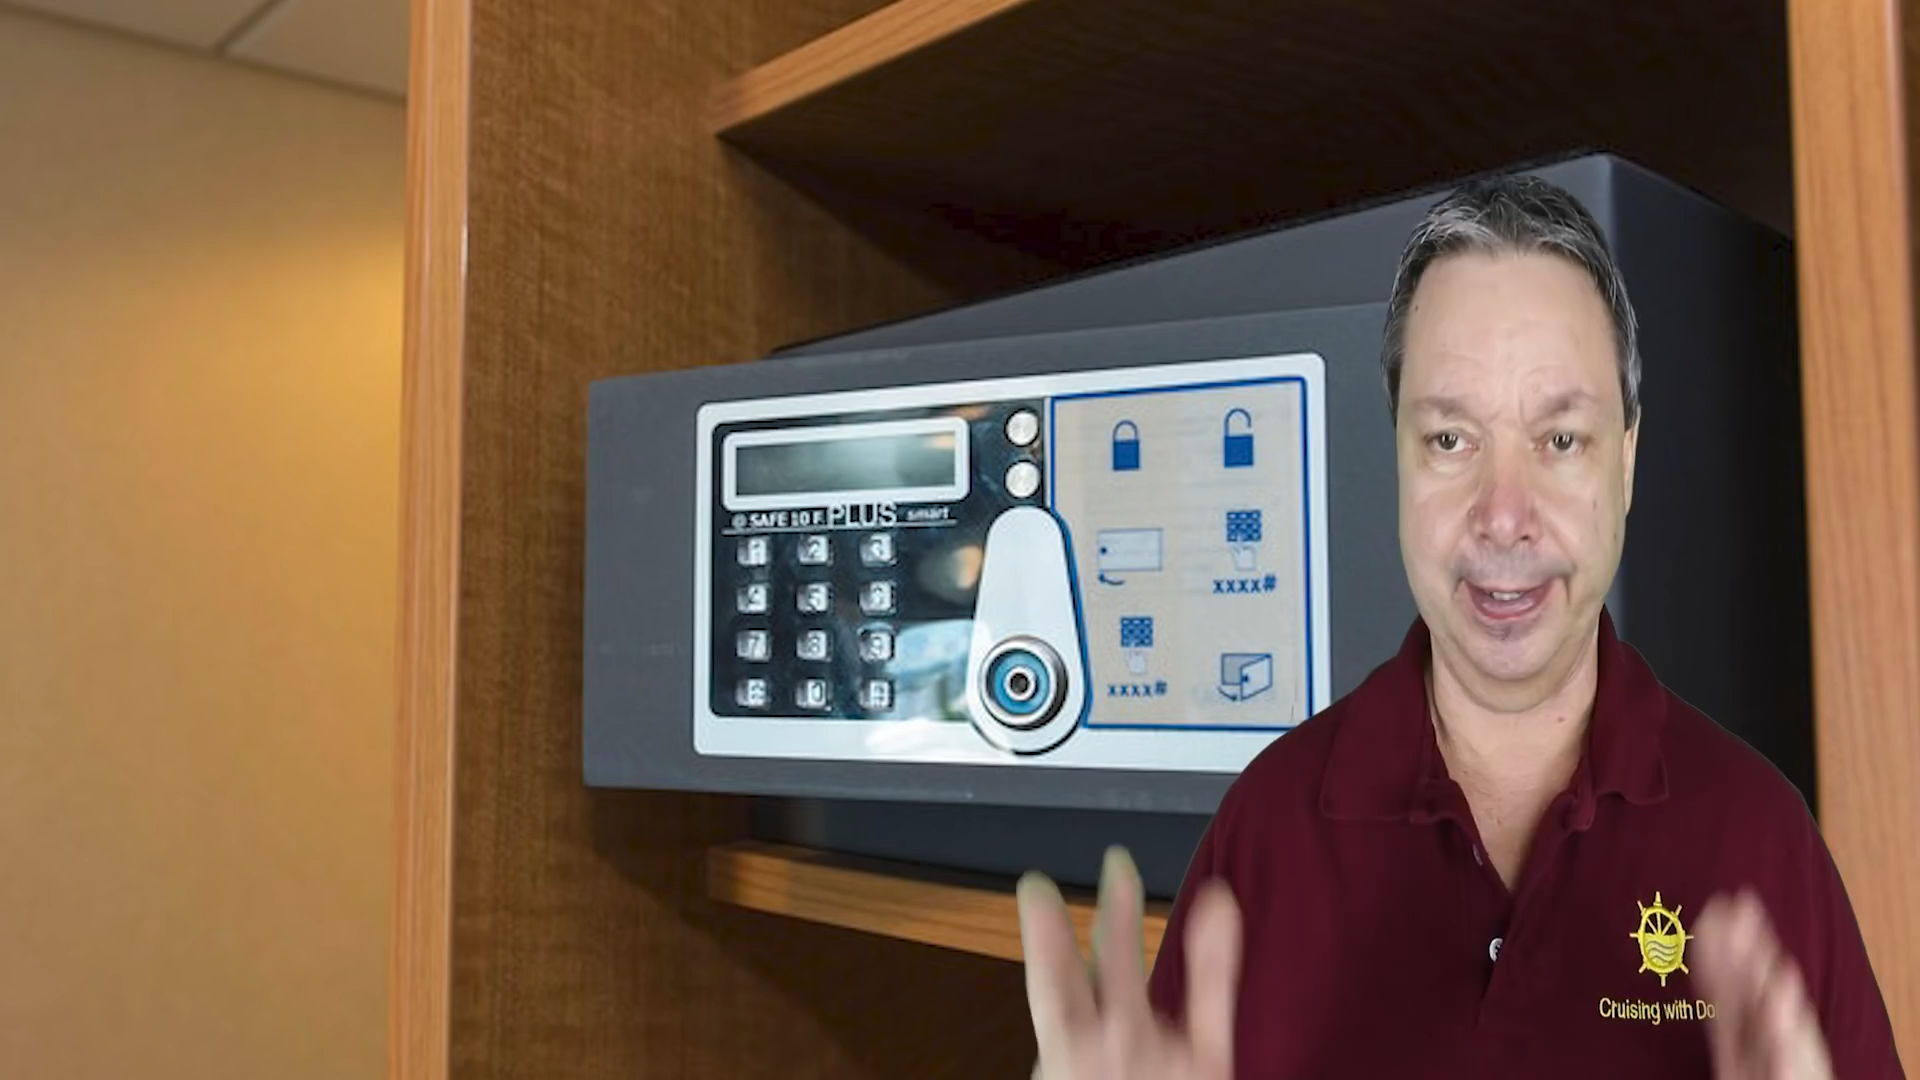 @ SAFE 10 F. PLUS smart
1 2 3
4 5 6
7 8 9
0 #
xxxx#
xxxx#
Cruising with Do